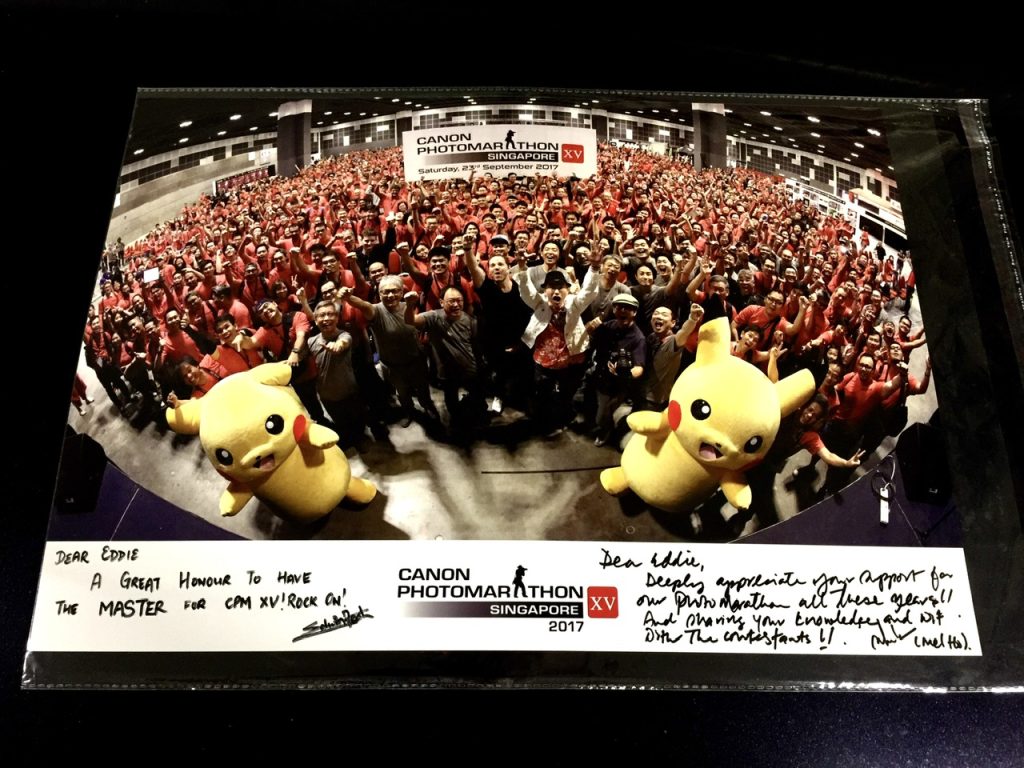 CANON
PHOTOMARATHON
SINGAPORE XV
Saturday, 23rd September 2017
DEAR EDDIE
A GREAT HONOUR TO HAVE
THE MASTER FOR CPM XV! ROCK ON!
CANON
PHOTOMARATHON
SINGAPORE XV
2017
Dear Eddie,
Deeply appreciate your support for
our photomarathon all these years!!
And sharing your knowledge and wit
with the contestants!!.